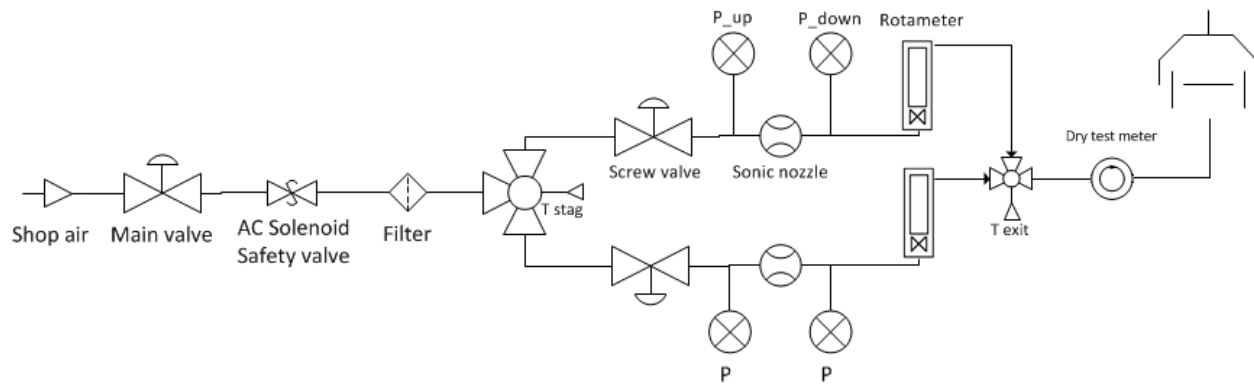 P_up
P_down
Rotameter
Screw valve
Sonic nozzle
Dry test meter
Shop air
Main valve
AC Solenoid
Safety valve
Filter
T stag
T exit
P
P